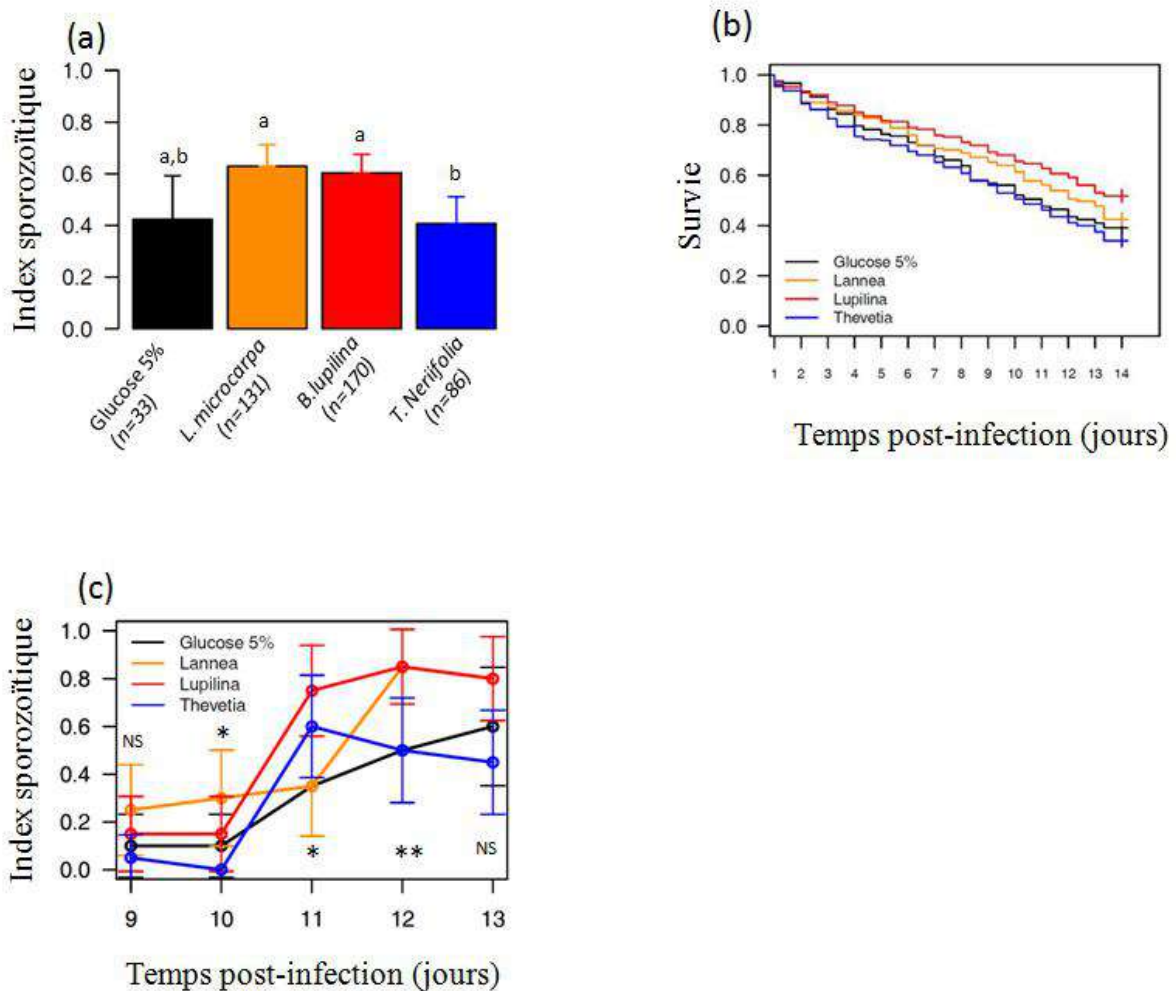 (a)
Index sporozoïtique
1.0
0.8
0.6
0.4
0.2
0.0
a,b
a
a
b
Glucose 5%
(n=33)
L. microcarpa
(n=131)
B.lupilina
(n=170)
T. Neriifolia
(n=86)
(b)
Survie
1.0
0.8
0.6
0.4
0.2
0.0
Glucose 5%
Lannea
Lupilina
Thevetia
1 2 3 4 5 6 7 8 9 10 11 12 13 14
Temps post-infection (jours)
(c)
Index sporozoïtique
1.0
0.8
0.6
0.4
0.2
0.0
Glucose 5%
Lannea
Lupilina
Thevetia
NS
*
*
**
NS
9 10 11 12 13
Temps post-infection (jours)